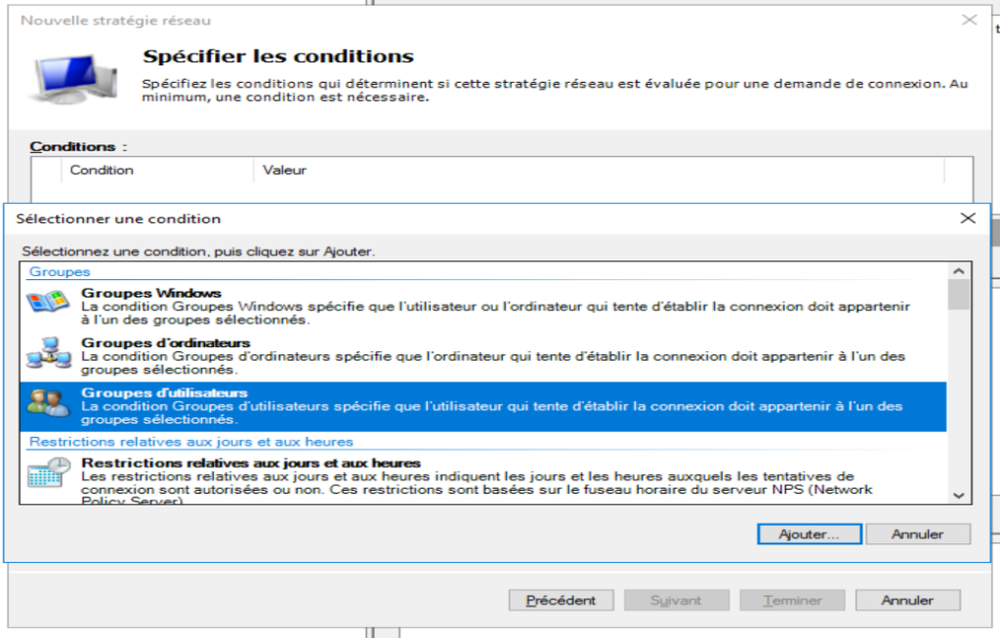 Nouvelle stratégie réseau
Spécifier les conditions
Spécifiez les conditions qui déterminent si cette stratégie réseau est évaluée pour une demande de connexion. Au
minimum, une condition est nécessaire.
Conditions :
Condition Valeur
Sélectionner une condition
Sélectionnez une condition, puis cliquez sur Ajouter.
Groupes
Groupes Windows
La condition Groupes Windows spécifie que l'utilisateur ou l'ordinateur qui tente d'établir la connexion doit appartenir
à l'un des groupes sélectionnés.
Groupes d'ordinateurs
La condition Groupes d'ordinateurs spécifie que l'ordinateur qui tente d'établir la connexion doit appartenir à l'un des
groupes sélectionnés.
Groupes d'utilisateurs
La condition Groupes d'utilisateurs spécifie que l'utilisateur qui tente d'établir la connexion doit appartenir à l'un des
groupes sélectionnés.
Restrictions relatives aux jours et aux heures
Restrictions relatives aux jours et aux heures
Les restrictions relatives aux jours et aux heures indiquent les jours et les heures auxquels les tentatives de
connexion sont autorisées ou non. Ces restrictions sont basées sur le fuseau horaire du serveur NPS (Network
Policy Server)
Ajouter... Annuler
Précédent Suivant Terminer Annuler